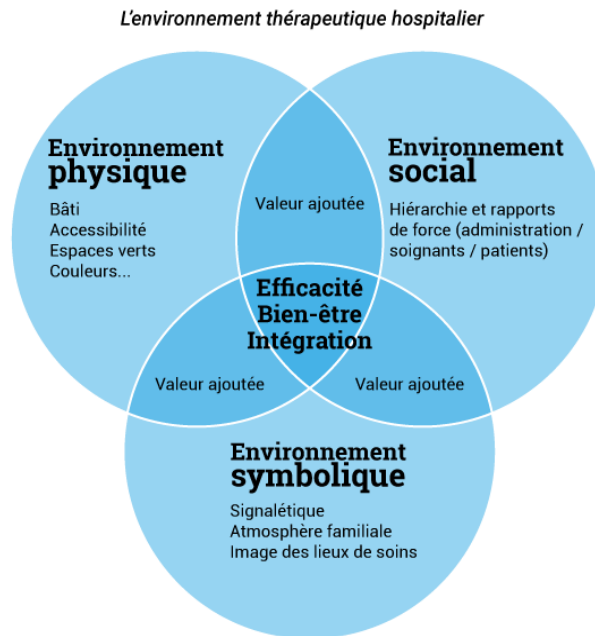 L'environnement thérapeutique hospitalier
Environnement
physique
Bâti
Accessibilité
Espaces verts
Couleurs...
Environnement
social
Hiérarchie et rapports
de force (administration /
soignants / patients)
Valeur ajoutée
Efficacité
Bien-être
Intégration
Valeur ajoutée
Valeur ajoutée
Environnement
symbolique
Signalétique
Atmosphère familiale
Image des lieux de soins